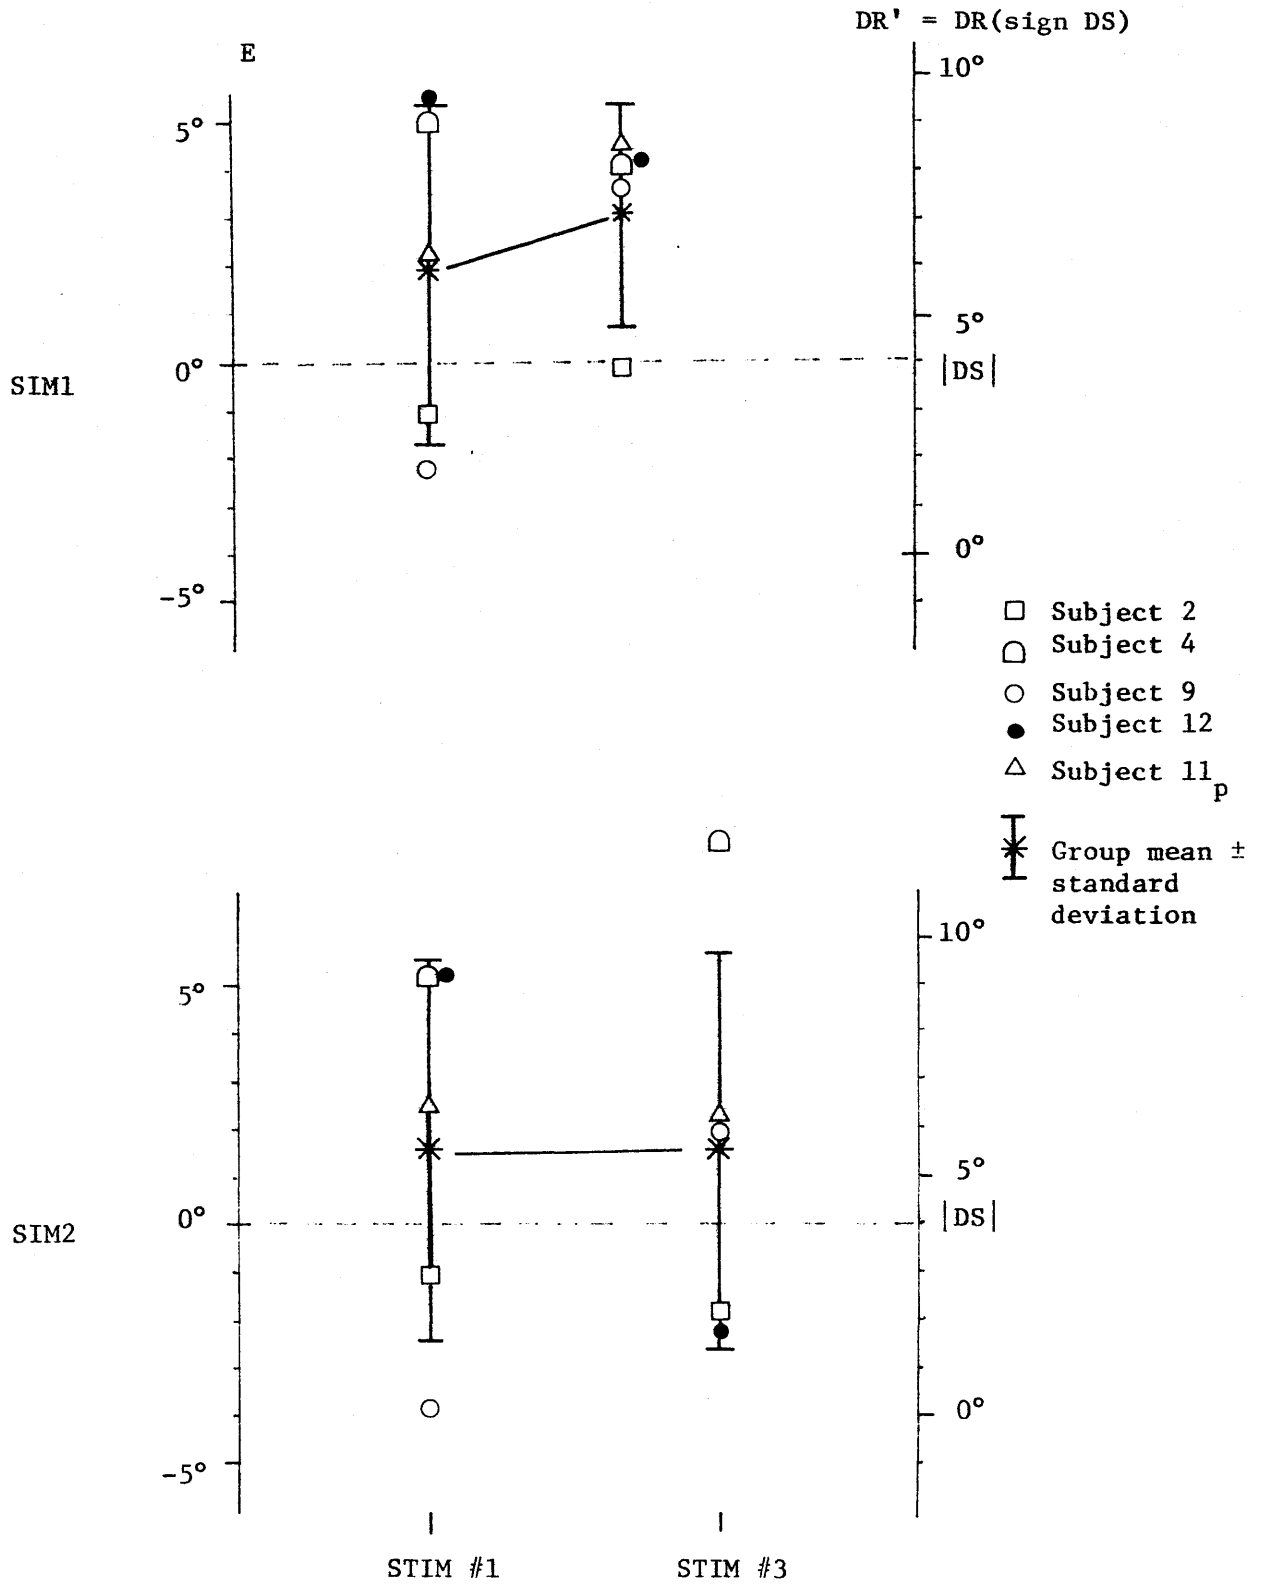 DR' = DR(sign DS)
E
10°
5°
5°
|DS|
0°
SIM1
0°
-5°
□ Subject 2
Subject 4
○ Subject 9
● Subject 12
△ Subject 11p
Group mean ±
standard
deviation
10°
5°
5°
|DS|
0°
SIM2
0°
-5°
STIM #1 STIM #3